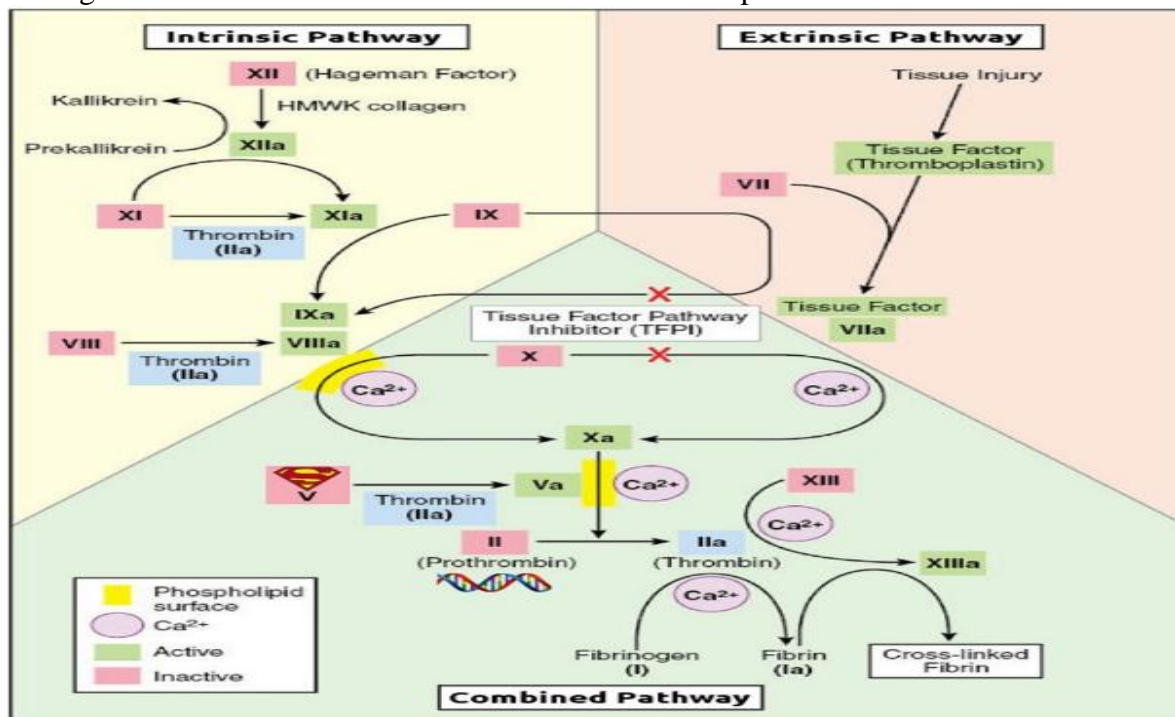 Intrinsic Pathway
XII (Hageman Factor)
HMWK collagen
Kallikrein
Prekallikrein
XIIa
XI
XIa
Thrombin
(IIa)
IX
IXa
VIII
VIIIa
Thrombin
(IIa)
Extrinsic Pathway
Tissue Injury
Tissue Factor
(Thromboplastin)
VII
Tissue Factor
VIIa
Tissue Factor Pathway
Inhibitor (TFPI)
X
Ca2+
Ca2+
Xa
V
Thrombin
(IIa)
Va
Ca2+
XIII
Ca2+
II
(Prothrombin)
IIa
(Thrombin)
XIIIa
Ca2+
Fibrinogen
(I)
Fibrin
(Ia)
Cross-linked
Fibrin
Phospholipid
surface
Ca2+
Active
Inactive
Combined Pathway